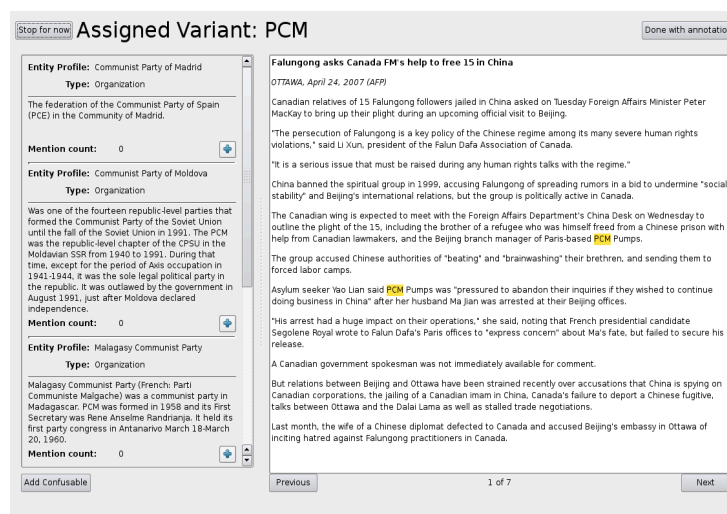 Stop for now
Assigned Variant: PCM
Done with annotatio
Entity Profile: Communist Party of Madrid
Type: Organization
The federation of the Communist Party of Spain
(PCE) in the Community of Madrid.
Mention count: 0
Entity Profile: Communist Party of Moldova
Type: Organization
Was one of the fourteen republic-level parties that
formed the Communist Party of the Soviet Union
until the fall of the Soviet Union in 1991. The PCM
was the republic-level chapter of the CPSU in the
Moldavian SSR from 1940 to 1991. During that
time, except for the period of Axis occupation in
1941-1944, it was the sole legal political party in
the republic. It was outlawed by the government in
August 1991, just after Moldova declared
independence.
Mention count: 0
Entity Profile: Malagasy Communist Party
Type: Organization
Malagasy Communist Party (French: Parti
Communiste Malgache) was a communist party in
Madagascar. PCM was formed in 1958 and its First
Secretary was Rene Anselme Randrianja. It held its
first party congress in Antanarivo March 18-March
20, 1960.
Mention count: 0
Add Confusable
Falungong asks Canada FM's help to free 15 in China
OTTAWA, April 24, 2007 (AFP)
Canadian relatives of 15 Falungong followers jailed in China asked on Tuesday Foreign Affairs Minister Peter
MacKay to bring up their plight during an upcoming official visit to Beijing.
"The persecution of Falungong is a key policy of the Chinese regime among its many severe human rights
violations," said Li Xun, president of the Falun Dafa Association of Canada.
"It is a serious issue that must be raised during any human rights talks with the regime."
China banned the spiritual group in 1999, accusing Falungong of spreading rumors in a bid to undermine "social
stability" and Beijing's international relations, but the group is politically active in Canada.
The Canadian wing is expected to meet with the Foreign Affairs Department's China Desk on Wednesday to
outline the plight of the 15, including the brother of a refugee who was himself freed from a Chinese prison with
help from Canadian lawmakers, and the Beijing branch manager of Paris-based PCM Pumps.
The group accused Chinese authorities of "beating" and "brainwashing" their brethren, and sending them to
forced labor camps.
Asylum seeker Yao Lian said PCM Pumps was "pressured to abandon their inquiries if they wished to continue
doing business in China" after her husband Ma Jian was arrested at their Beijing offices.
"His arrest had a huge impact on their operations," she said, noting that French presidential candidate
Segolene Royal wrote to Falun Dafa's Paris offices to "express concern" about Ma's fate, but failed to secure his
release.
A Canadian government spokesman was not immediately available for comment.
But relations between Beijing and Ottawa have been strained recently over accusations that China is spying on
Canadian corporations, the jailing of a Canadian imam in China, Canada's failure to deport a Chinese fugitive,
talks between Ottawa and the Dalai Lama as well as stalled trade negotiations.
Last month, the wife of a Chinese diplomat defected to Canada and accused Beijing's embassy in Ottawa of
inciting hatred against Falungong practitioners in Canada.
Previous
1 of 7
Next